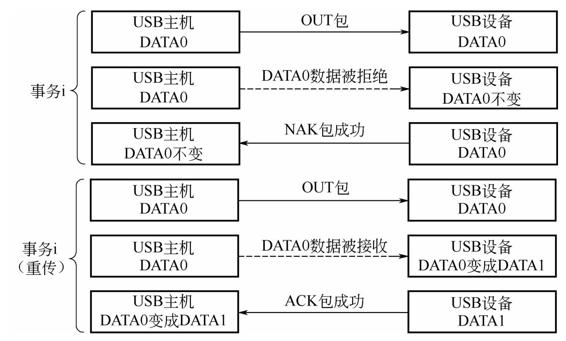 USB主机
DATA0
OUT包
USB设备
DATA0
事务i
USB主机
DATA0
DATA0数据被拒绝
USB设备
DATA0不变
USB主机
DATA0不变
NAK包成功
USB设备
DATA0
USB主机
DATA0
OUT包
USB设备
DATA0
事务i
（重传）
USB主机
DATA0
DATA0数据被接收
USB设备
DATA0变成DATA1
USB主机
DATA0变成DATA1
ACK包成功
USB设备
DATA1